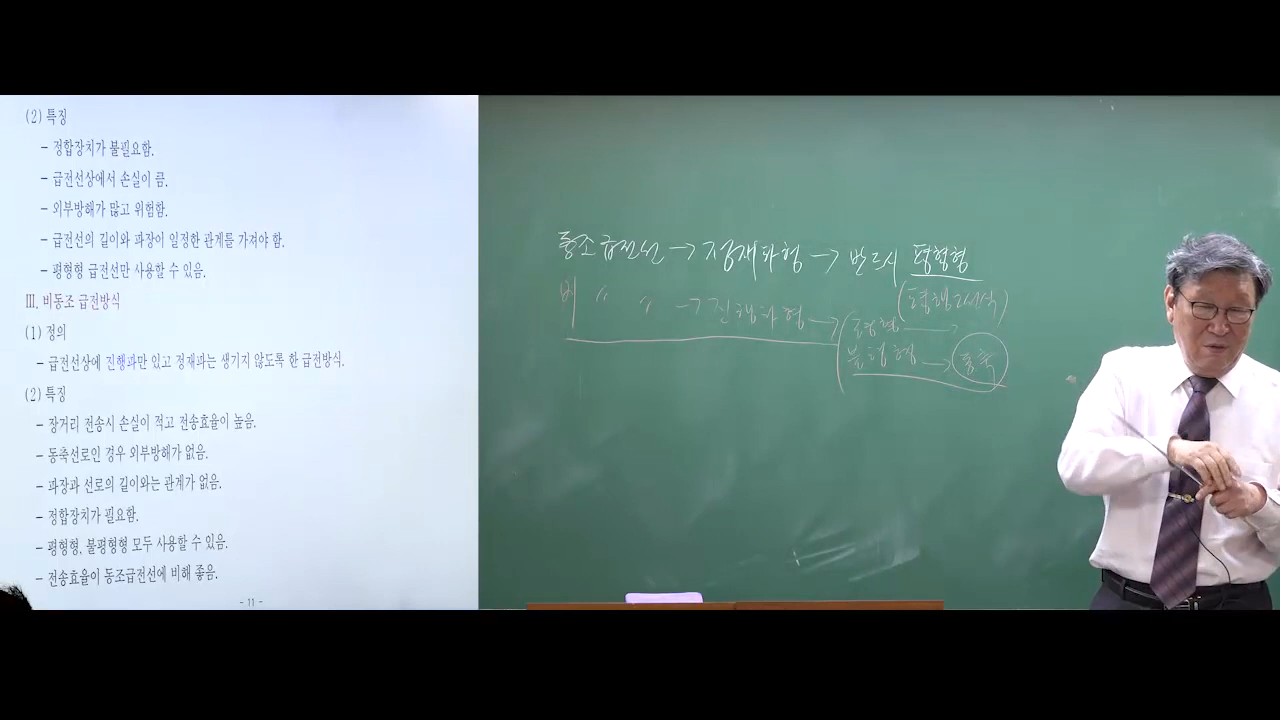 (2) 특징
- 정합장치가 불필요함.
- 급전선상에서 손실이 큼.
- 외부방해가 많고 위험함.
- 급전선의 길이와 파장이 일정한 관계를 가져야 함.
- 평형형 급전선만 사용할 수 있음.
Ⅲ. 비동조 급전방식
(1) 정의
- 급전선상에 진행파만 있고 정재파는 생기지 않도록 한 급전방식.
(2) 특징
- 장거리 전송시 손실이 적고 전송효율이 높음.
- 동축선로인 경우 외부방해가 없음.
- 파장과 선로의 길이와는 관계가 없음.
- 정합장치가 필요함.
- 평형형, 불평형형 모두 사용할 수 있음.
- 전송효율이 동조급전선에 비해 좋음.
- 11 -
동조급전선 → 정재파형 → 반드시 평형형
(평행2선식)
비 〃 〃 → 진행파형 → 평형형
불평형 → 동축